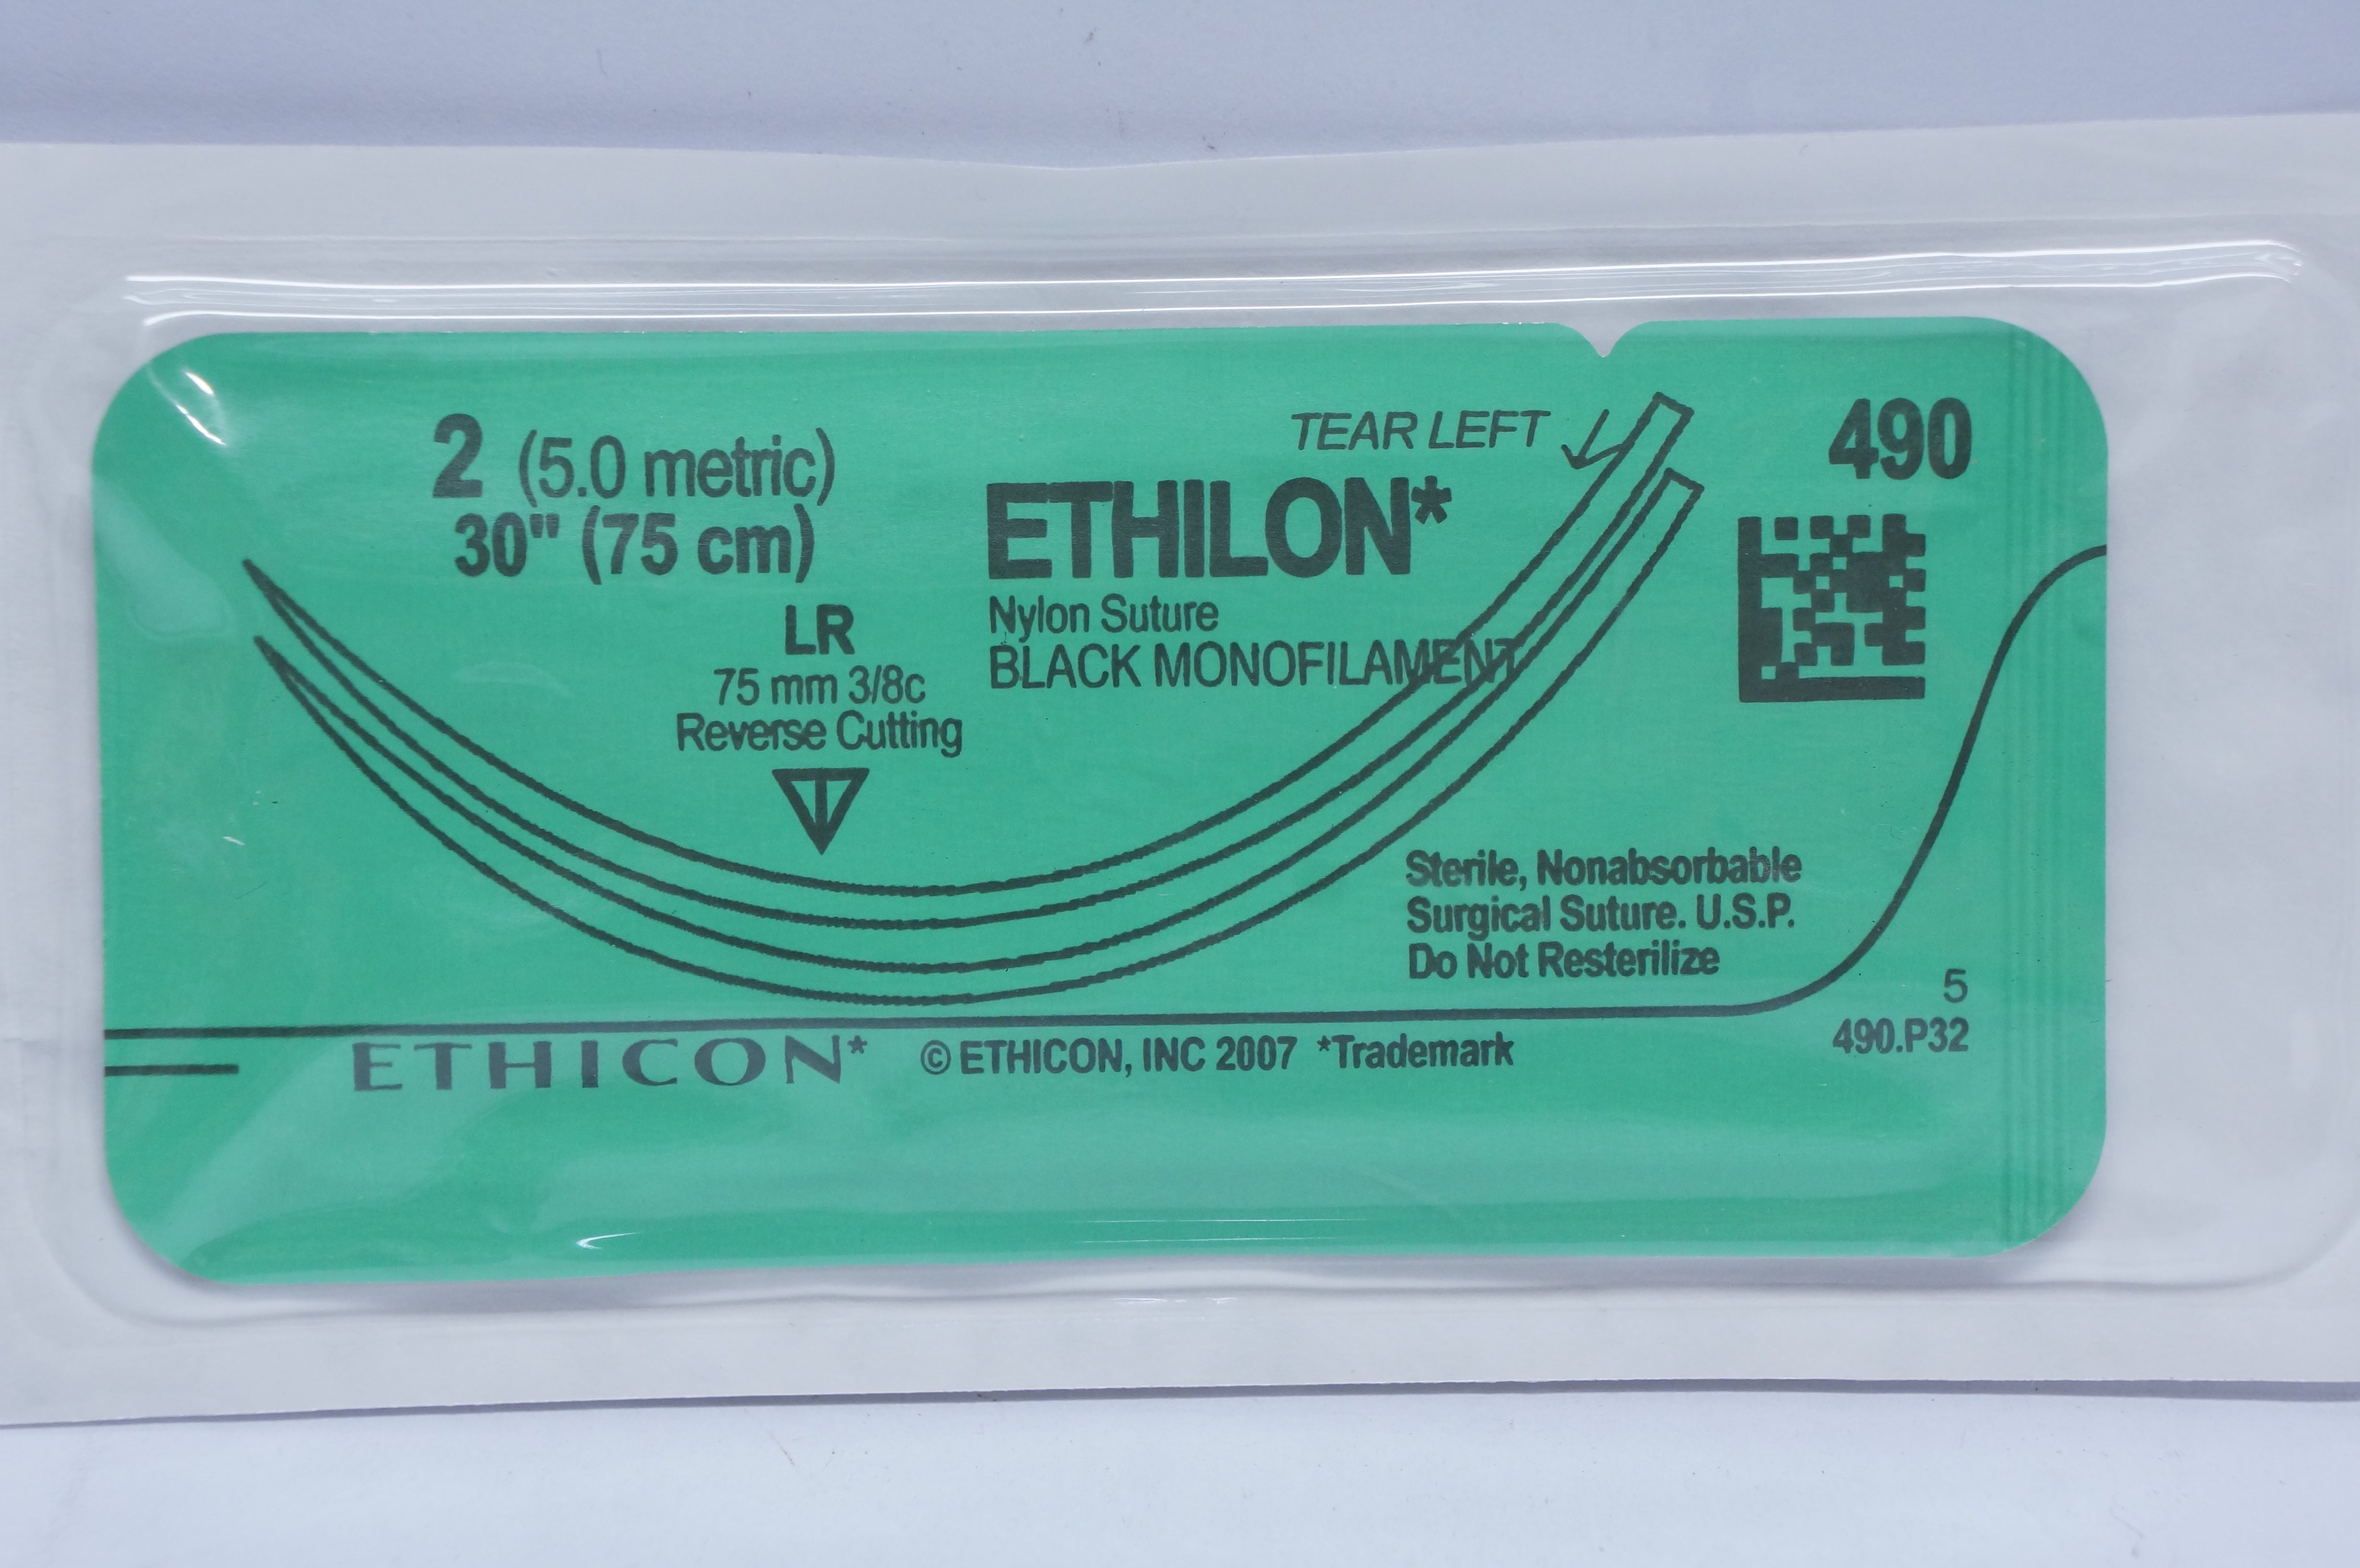 2 (5.0 metric)
30" (75 cm)
LR
75 mm 3/8c
Reverse Cutting
TEAR LEFT
ETHILON*
Nylon Suture
BLACK MONOFILAMENT
490
Sterile, Nonabsorbable
Surgical Suture. U.S.P.
Do Not Resterilize
5
490.P32
ETHICON* © ETHICON, INC 2007 *Trademark